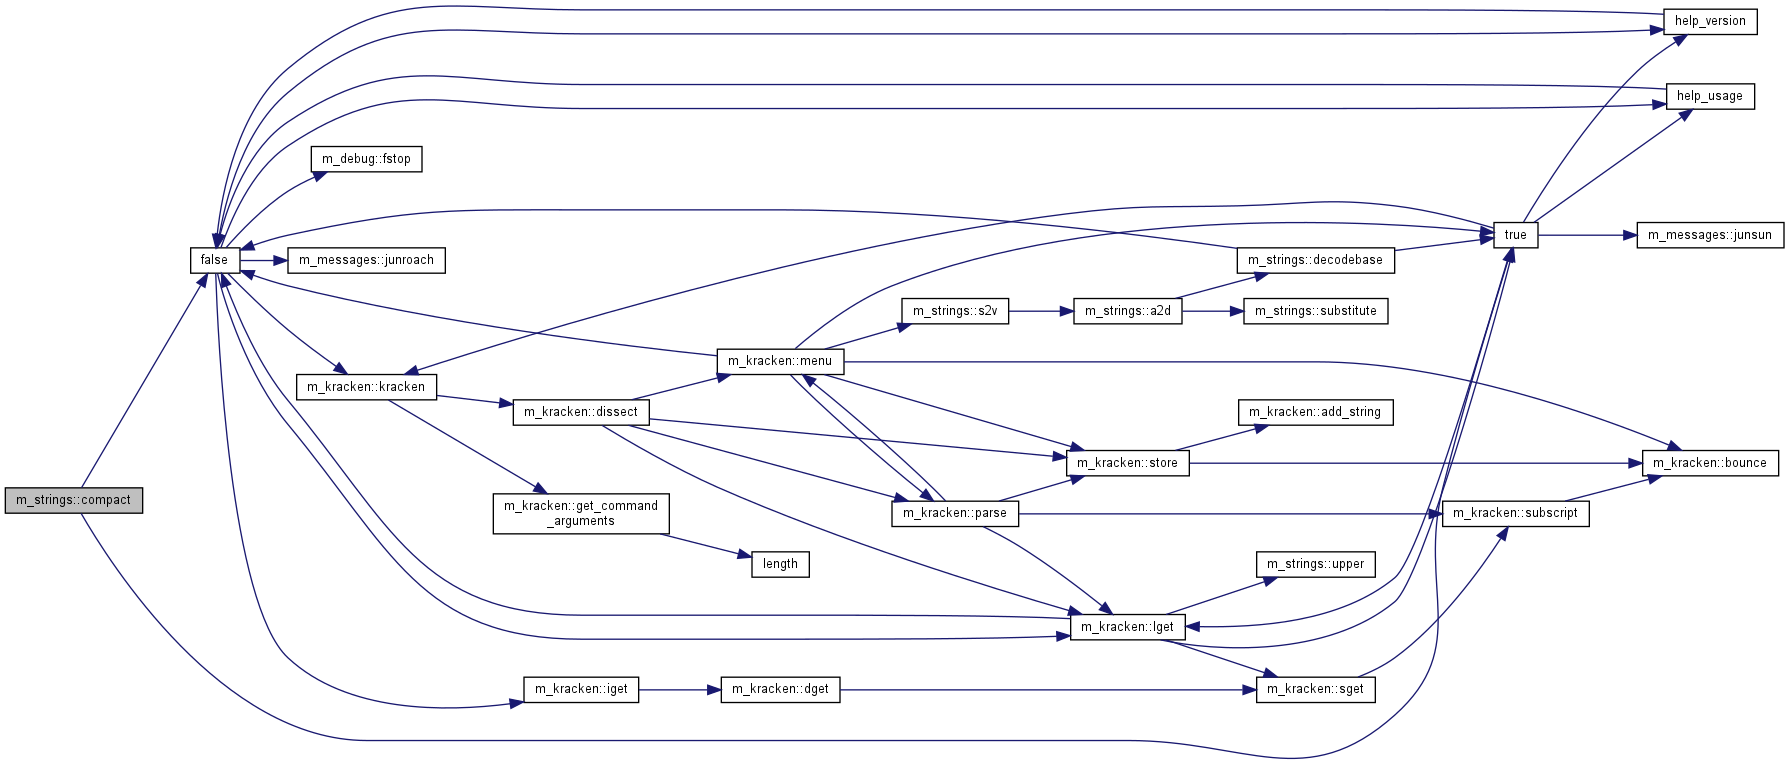 help_version
help_usage
m_debug::fstop
false
m_messages::junroach
true
m_messages::junsun
m_strings::decodebase
m_strings::s2v
m_strings::a2d
m_strings::substitute
m_kracken::menu
m_kracken::kracken
m_kracken::dissect
m_kracken::add_string
m_kracken::store
m_kracken::bounce
m_strings::compact
m_kracken::get_command
_arguments
m_kracken::parse
m_kracken::subscript
length
m_strings::upper
m_kracken::lget
m_kracken::iget
m_kracken::dget
m_kracken::sget